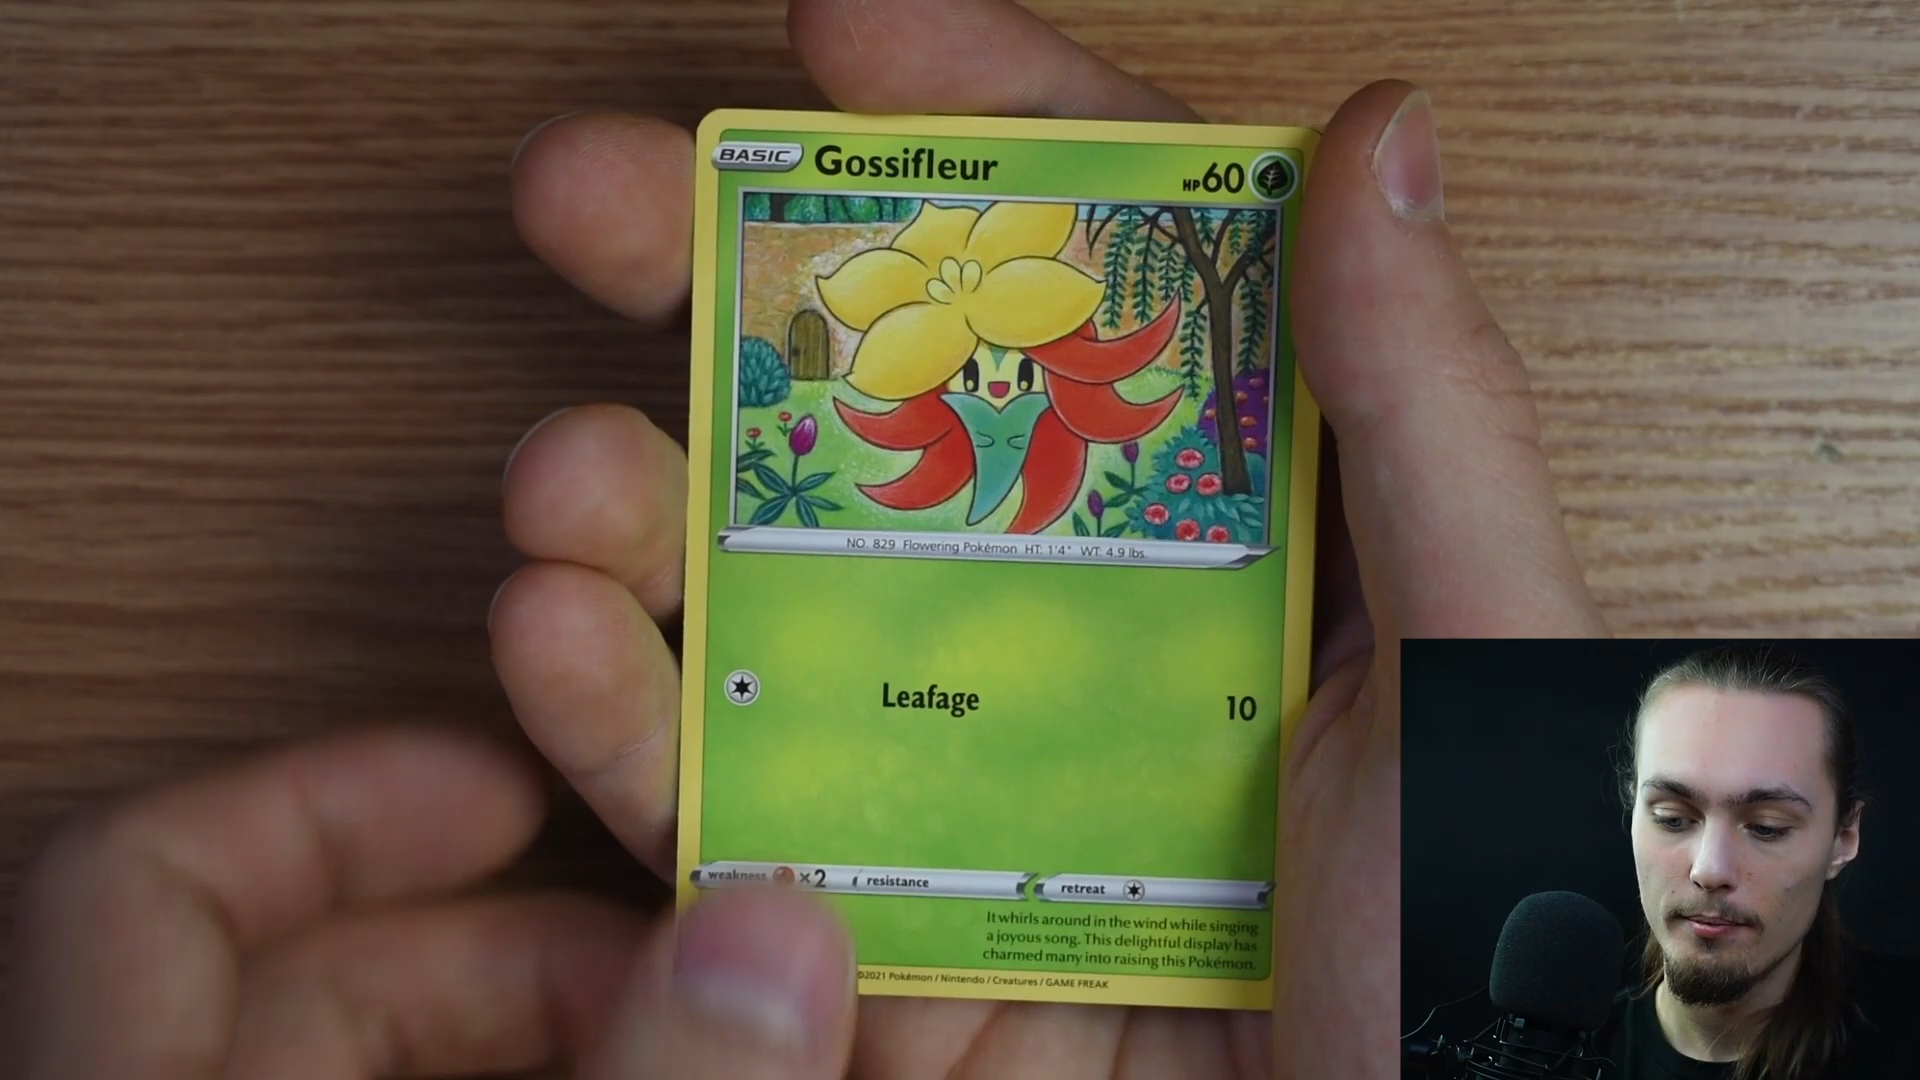 BASIC Gossifleur HP 60
NO. 829 Flowering Pokémon HT: 1'4" WT: 4.9 lbs.
Leafage 10
weakness ×2 resistance retreat
It whirls around in the wind while singing
a joyous song. This delightful display has
charmed many into raising this Pokémon.
©2021 Pokémon / Nintendo / Creatures / GAME FREAK